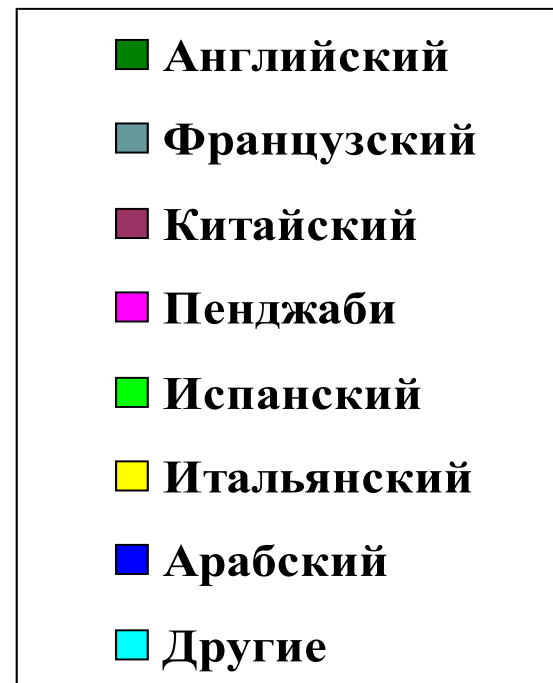 Английский
Французский
Китайский
Пенджаби
Испанский
Итальянский
Арабский
Другие